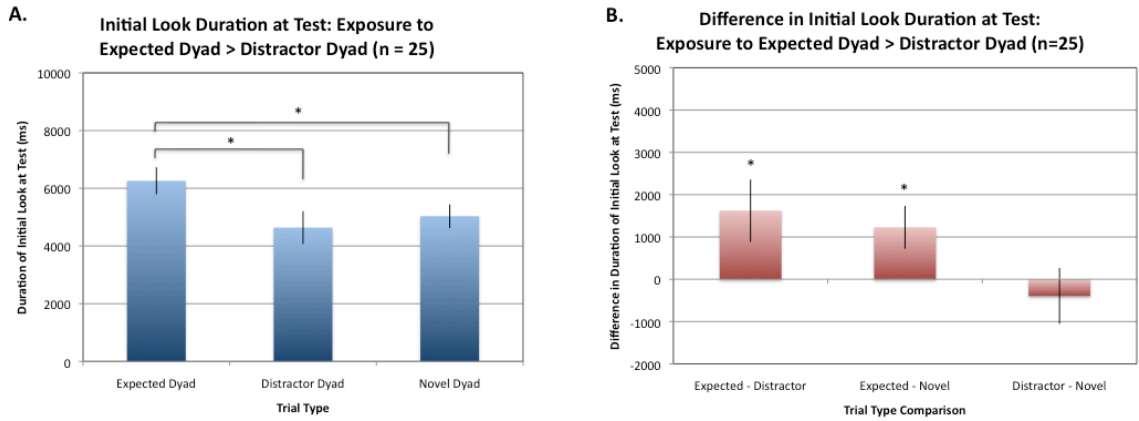 A.
Initial Look Duration at Test: Exposure to
Expected Dyad > Distractor Dyad (n = 25)
Duration of Initial Look at Test (ms)
10000
8000
6000
4000
2000
0
*
*
Expected Dyad
Distractor Dyad
Novel Dyad
Trial Type
B.
Difference in Initial Look Duration at Test:
Exposure to Expected Dyad > Distractor Dyad (n=25)
Difference in Duration of Initial Look at Test (ms)
5000
4000
3000
2000
1000
0
-1000
-2000
*
*
Expected - Distractor
Expected - Novel
Distractor - Novel
Trial Type Comparison